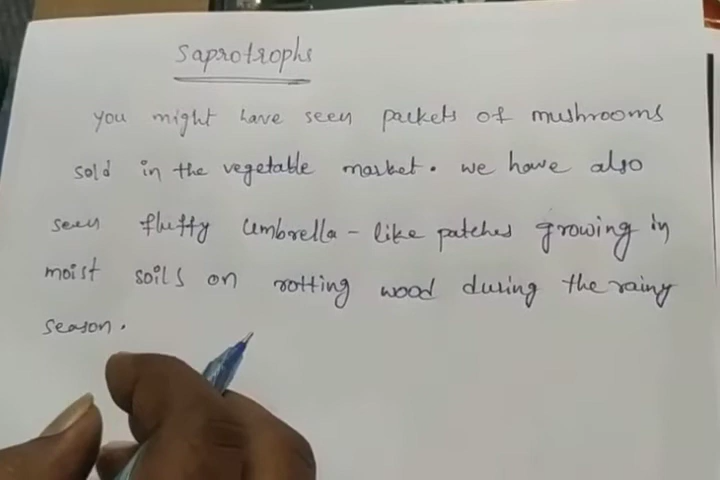 Saprotrophs
you might have seen packets of mushrooms
sold in the vegetable market. we have also
seen fluffy umbrella-like patches growing in
moist soils on rotting wood during the rainy
season.